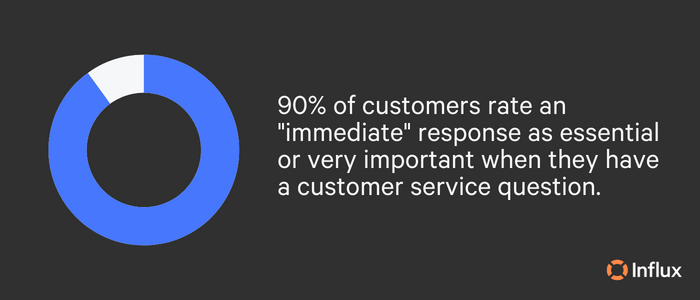 90% of customers rate an
"immediate" response as essential
or very important when they have
a customer service question.
Influx